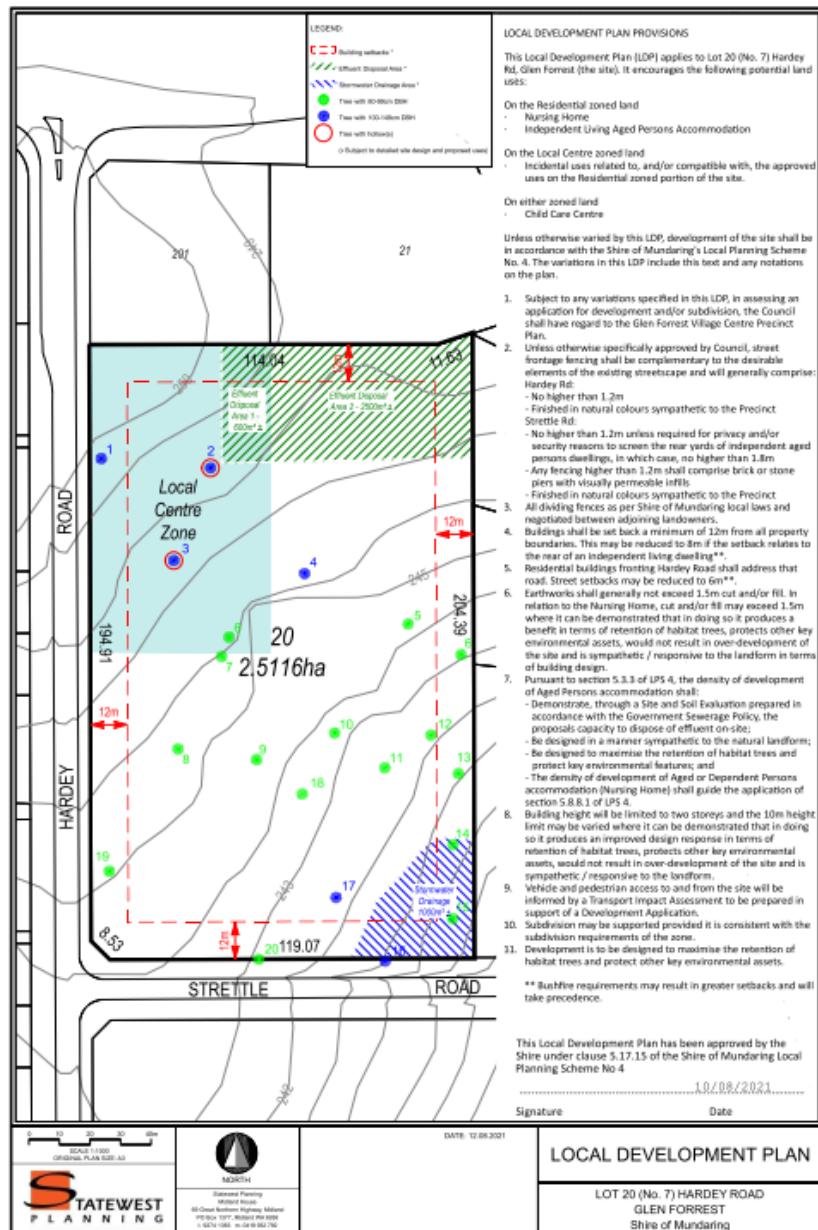 LEGEND:
Building setbacks *
Effluent Disposal Area *
Stormwater Drainage Area *
Tree with 60-99cm DBH
Tree with 100-149cm DBH
Tree with hollow(s)
(* Subject to detailed site design and proposed uses)
201
240
21
114.04
11.63
12m
240
Effluent
Disposal
Area 1 -
600m² ±
Effluent Disposal
Area 2 - 2500m² ±
1
2
Local
Centre
Zone
3
4
12m
245
5
6
6
7
20
2.5116ha
194.91
204.39
12m
10
12
8
9
11
13
18
14
19
17
243
Stormwater
Drainage
1000m² ±
15
8.53
12m
20
119.07
16
ROAD
HARDEY
STRETTLE ROAD
242
LOCAL DEVELOPMENT PLAN PROVISIONS
This Local Development Plan (LDP) applies to Lot 20 (No. 7) Hardey
Rd, Glen Forrest (the site). It encourages the following potential land
uses:
On the Residential zoned land
· Nursing Home
· Independent Living Aged Persons Accommodation
On the Local Centre zoned land
· Incidental uses related to, and/or compatible with, the approved
uses on the Residential zoned portion of the site.
On either zoned land
· Child Care Centre
Unless otherwise varied by this LDP, development of the site shall be
in accordance with the Shire of Mundaring's Local Planning Scheme
No. 4. The variations in this LDP include this text and any notations
on the plan.
1. Subject to any variations specified in this LDP, in assessing an
application for development and/or subdivision, the Council
shall have regard to the Glen Forrest Village Centre Precinct
Plan.
2. Unless otherwise specifically approved by Council, street
frontage fencing shall be complementary to the desirable
elements of the existing streetscape and will generally comprise:
Hardey Rd:
- No higher than 1.2m
- Finished in natural colours sympathetic to the Precinct
Strettle Rd:
- No higher than 1.2m unless required for privacy and/or
security reasons to screen the rear yards of independent aged
persons dwellings, in which case, no higher than 1.8m
- Any fencing higher than 1.2m shall comprise brick or stone
piers with visually permeable infills
- Finished in natural colours sympathetic to the Precinct
3. All dividing fences as per Shire of Mundaring local laws and
negotiated between adjoining landowners.
4. Buildings shall be set back a minimum of 12m from all property
boundaries. This may be reduced to 8m if the setback relates to
the rear of an independent living dwelling**.
5. Residential buildings fronting Hardey Road shall address that
road. Street setbacks may be reduced to 6m**.
6. Earthworks shall generally not exceed 1.5m cut and/or fill. In
relation to the Nursing Home, cut and/or fill may exceed 1.5m
where it can be demonstrated that in doing so it produces a
benefit in terms of retention of habitat trees, protects other key
environmental assets, would not result in over-development of
the site and is sympathetic / responsive to the landform in terms
of building design.
7. Pursuant to section 5.3.3 of LPS 4, the density of development
of Aged Persons accommodation shall:
- Demonstrate, through a Site and Soil Evaluation prepared in
accordance with the Government Sewerage Policy, the
proposals capacity to dispose of effluent on-site;
- Be designed in a manner sympathetic to the natural landform;
- Be designed to maximise the retention of habitat trees and
protect key environmental features; and
- The density of development of Aged or Dependent Persons
accommodation (Nursing Home) shall guide the application of
section 5.8.8.1 of LPS 4.
8. Building height will be limited to two storeys and the 10m height
limit may be varied where it can be demonstrated that in doing
so it produces an improved design response in terms of
retention of habitat trees, protects other key environmental
assets, would not result in over-development of the site and is
sympathetic / responsive to the landform.
9. Vehicle and pedestrian access to and from the site will be
informed by a Transport Impact Assessment to be prepared in
support of a Development Application.
10. Subdivision may be supported provided it is consistent with the
subdivision requirements of the zone.
11. Development is to be designed to maximise the retention of
habitat trees and protect other key environmental assets.
** Bushfire requirements may result in greater setbacks and will
take precedence.
This Local Development Plan has been approved by the
Shire under clause 5.17.15 of the Shire of Mundaring Local
Planning Scheme No 4
10/08/2021
Signature Date
0 10 20 30 40m
SCALE 1:1000
ORIGINAL PLAN SIZE: A3
STATEWEST
PLANNING
NORTH
Statewest Planning
Midland House
Great Northern Highway, Midland
DATE: 12.08.2021
LOCAL DEVELOPMENT PLAN
LOT 20 (No. 7) HARDEY ROAD
GLEN FORREST
Shire of Mundaring